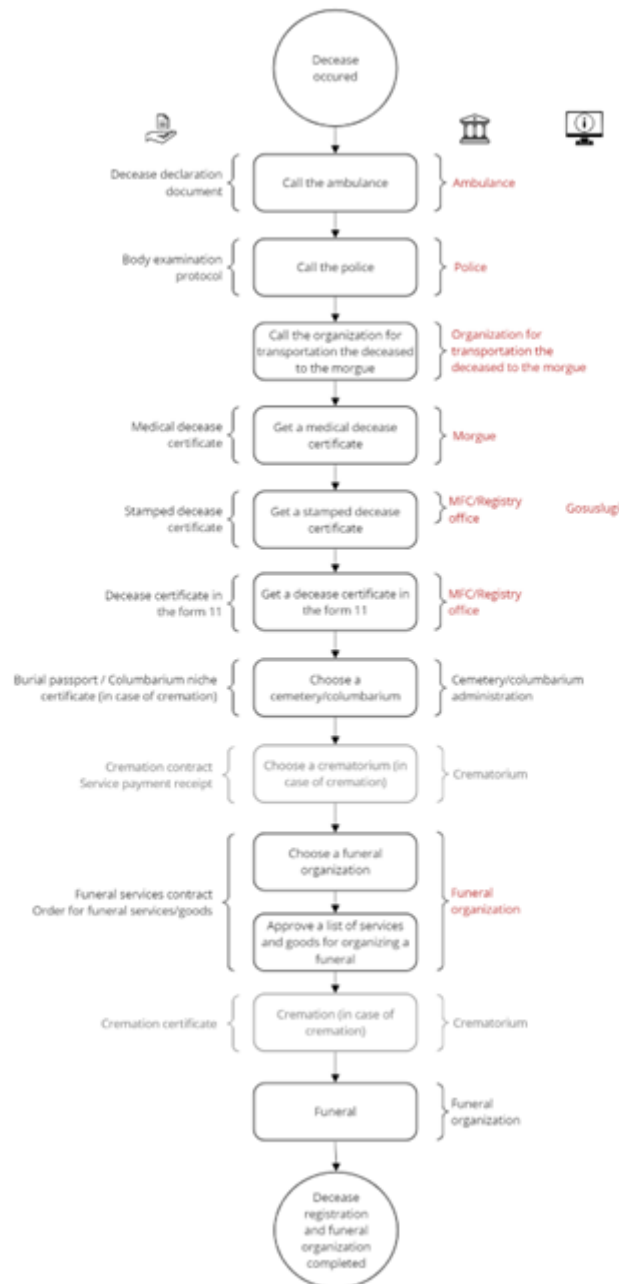 Decease
occured
Decease declaration
document
Call the ambulance
Ambulance
Body examination
protocol
Call the police
Police
Call the organization for
transportation the deceased
to the morgue
Organization for
transportation the
deceased to the morgue
Medical decease
certificate
Get a medical decease
certificate
Morgue
Stamped decease
certificate
Get a stamped decease
certificate
MFC/Registry
office
Gosuslugi
Decease certificate in
the form 11
Get a decease certificate in
the form 11
MFC/Registry
office
Burial passport / Columbarium niche
certificate (in case of cremation)
Choose a
cemetery/columbarium
Cemetery/columbarium
administration
Cremation contract
Service payment receipt
Choose a crematorium (in
case of cremation)
Crematorium
Choose a funeral
organization
Funeral services contract
Order for funeral services/goods
Approve a list of services
and goods for organizing a
funeral
Funeral
organization
Cremation certificate
Cremation (in case of
cremation)
Crematorium
Funeral
Funeral
organization
Decease
registration
and funeral
organization
completed